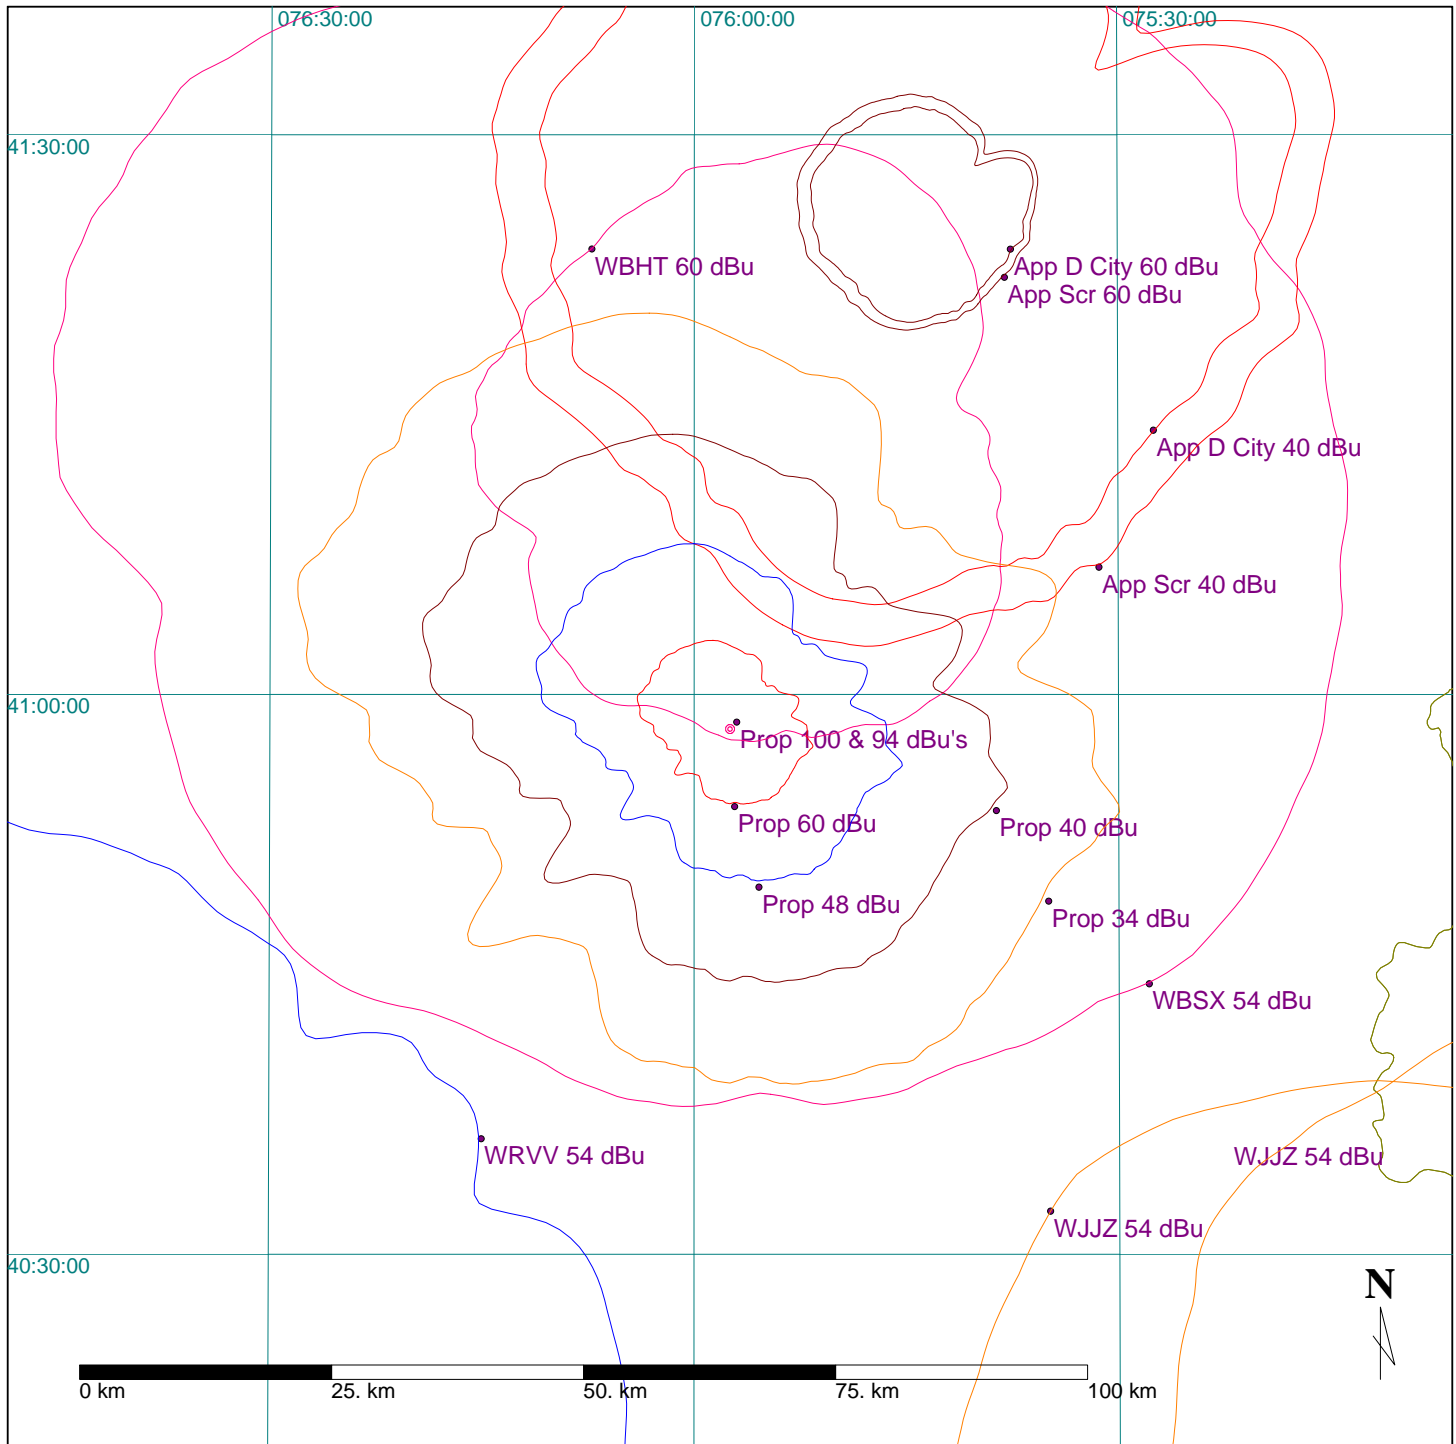 076:30:00
076:00:00
075:30:00
41:30:00
WBHT 60 dBu
App D City 60 dBu
App Scr 60 dBu
App D City 40 dBu
App Scr 40 dBu
41:00:00
Prop 100 & 94 dBu's
Prop 60 dBu
Prop 40 dBu
Prop 48 dBu
Prop 34 dBu
WBSX 54 dBu
WRVV 54 dBu
WJJZ 54 dBu
WJJZ 54 dBu
40:30:00
N
0 km
25. km
50. km
75. km
100 km